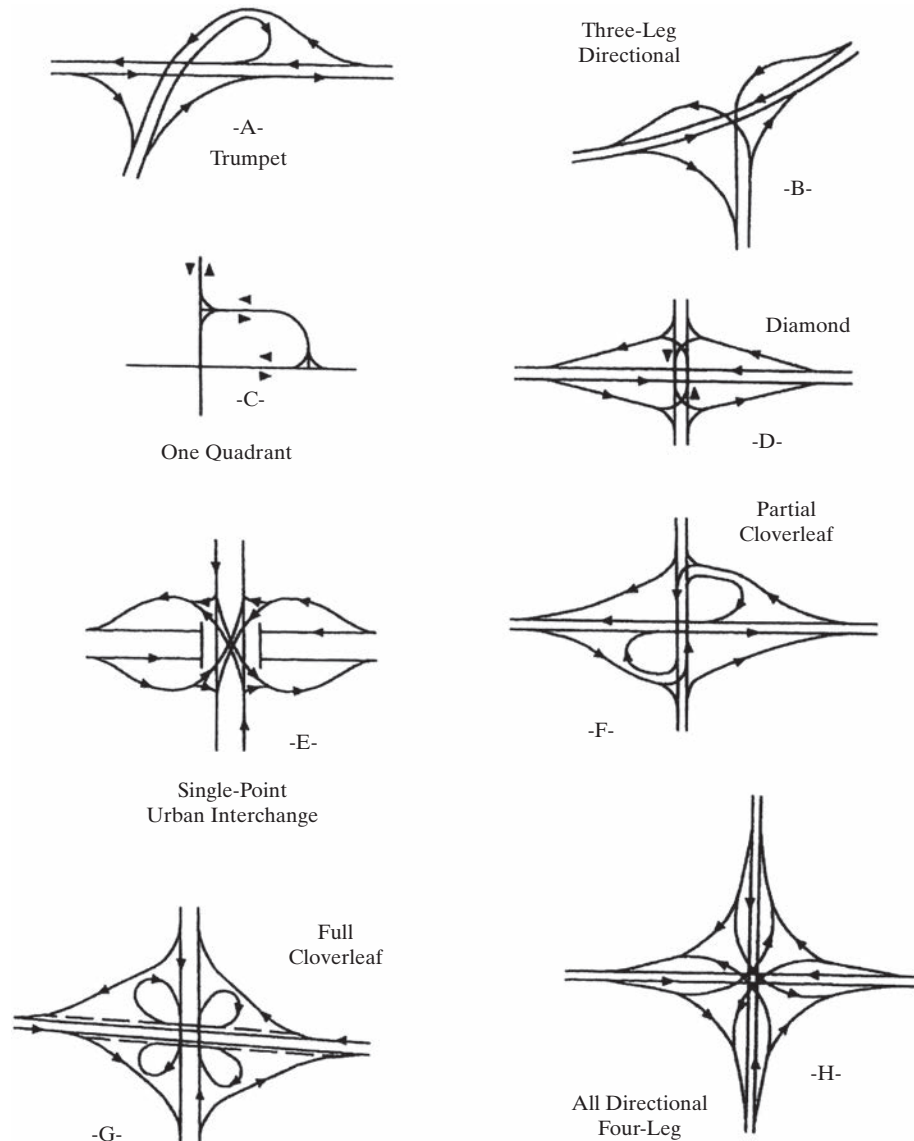 -A-
Trumpet
Three-Leg
Directional
-B-
-C-
One Quadrant
Diamond
-D-
-E-
Single-Point
Urban Interchange
Partial
Cloverleaf
-F-
Full
Cloverleaf
-G-
-H-
All Directional
Four-Leg